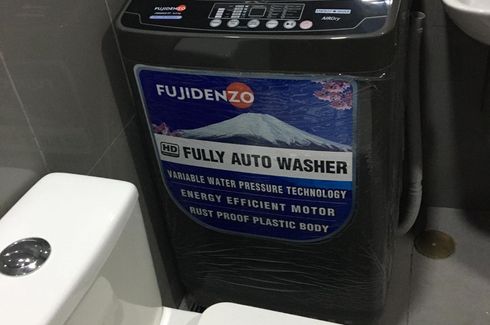 FUJIDENZO
AIRDry
FUJIDENZO
HD FULLY AUTO WASHER
VARIABLE WATER PRESSURE TECHNOLOGY
ENERGY EFFICIENT MOTOR
RUST PROOF PLASTIC BODY